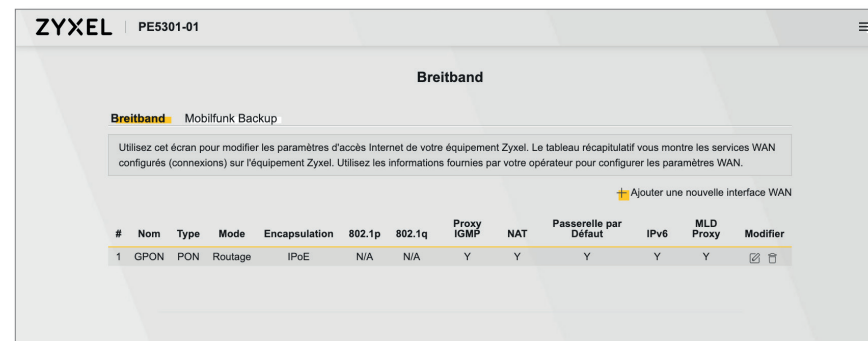 ZYXEL PE5301-01
Breitband
Breitband Mobilfunk Backup
Utilisez cet écran pour modifier les paramètres d'accès Internet de votre équipement Zyxel. Le tableau récapitulatif vous montre les services WAN
configurés (connexions) sur l'équipement Zyxel. Utilisez les informations fournies par votre opérateur pour configurer les paramètres WAN.
Ajouter une nouvelle interface WAN
# Nom Type Mode Encapsulation 802.1p 802.1q Proxy IGMP NAT Passerelle par Défaut IPv6 MLD Proxy Modifier
1 GPON PON Routage IPoE N/A N/A Y Y Y Y Y